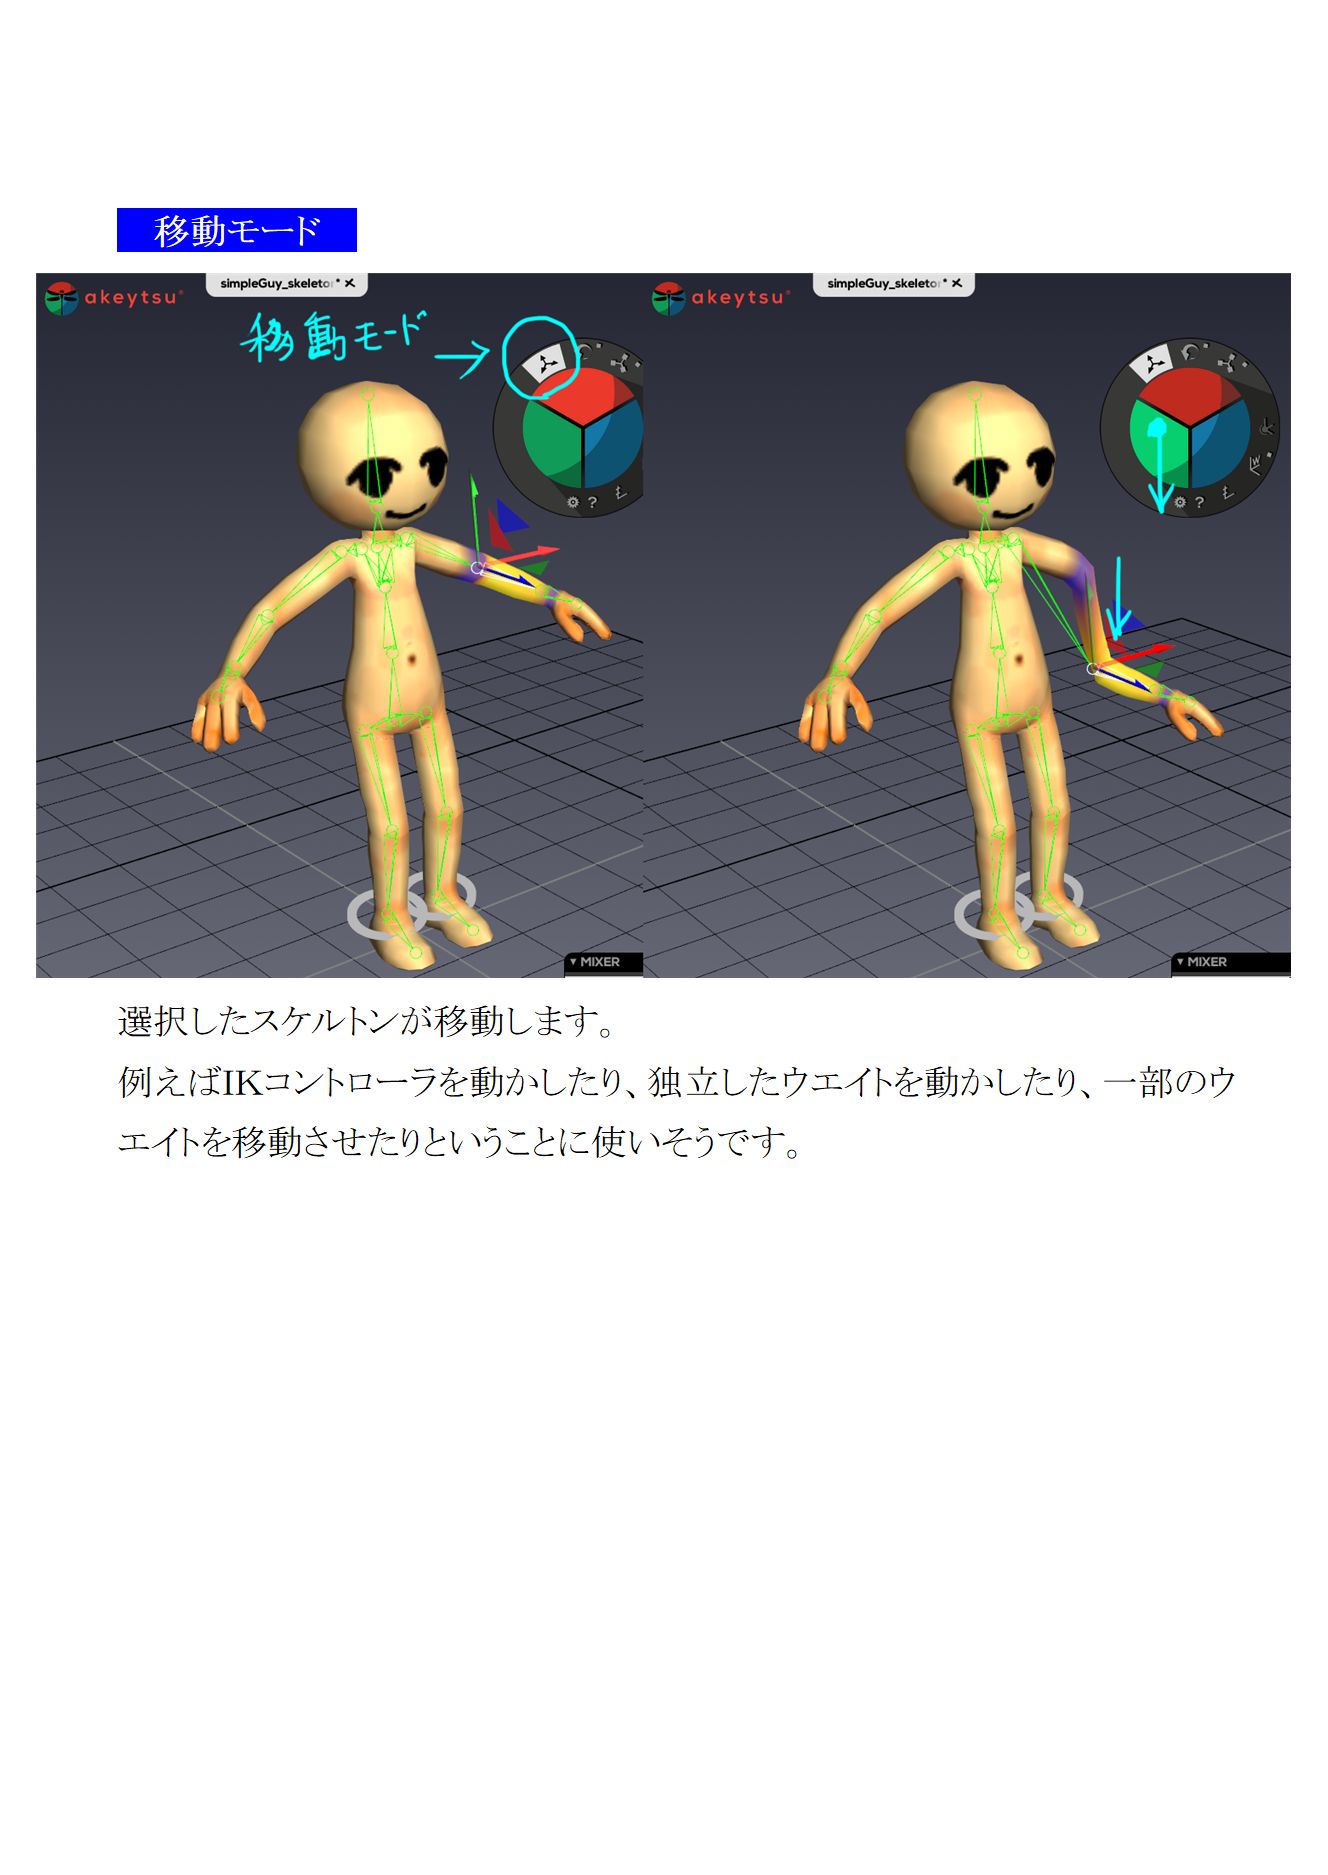 移動モード
akeytsu®
simpleGuy_skeletor* ✕
移動モード →
?
MIXER
akeytsu®
simpleGuy_skeletor* ✕
?
MIXER
選択したスケルトンが移動します。
例えばIKコントローラを動かしたり、独立したウエイトを動かしたり、一部のウ
エイトを移動させたりということに使いそうです。